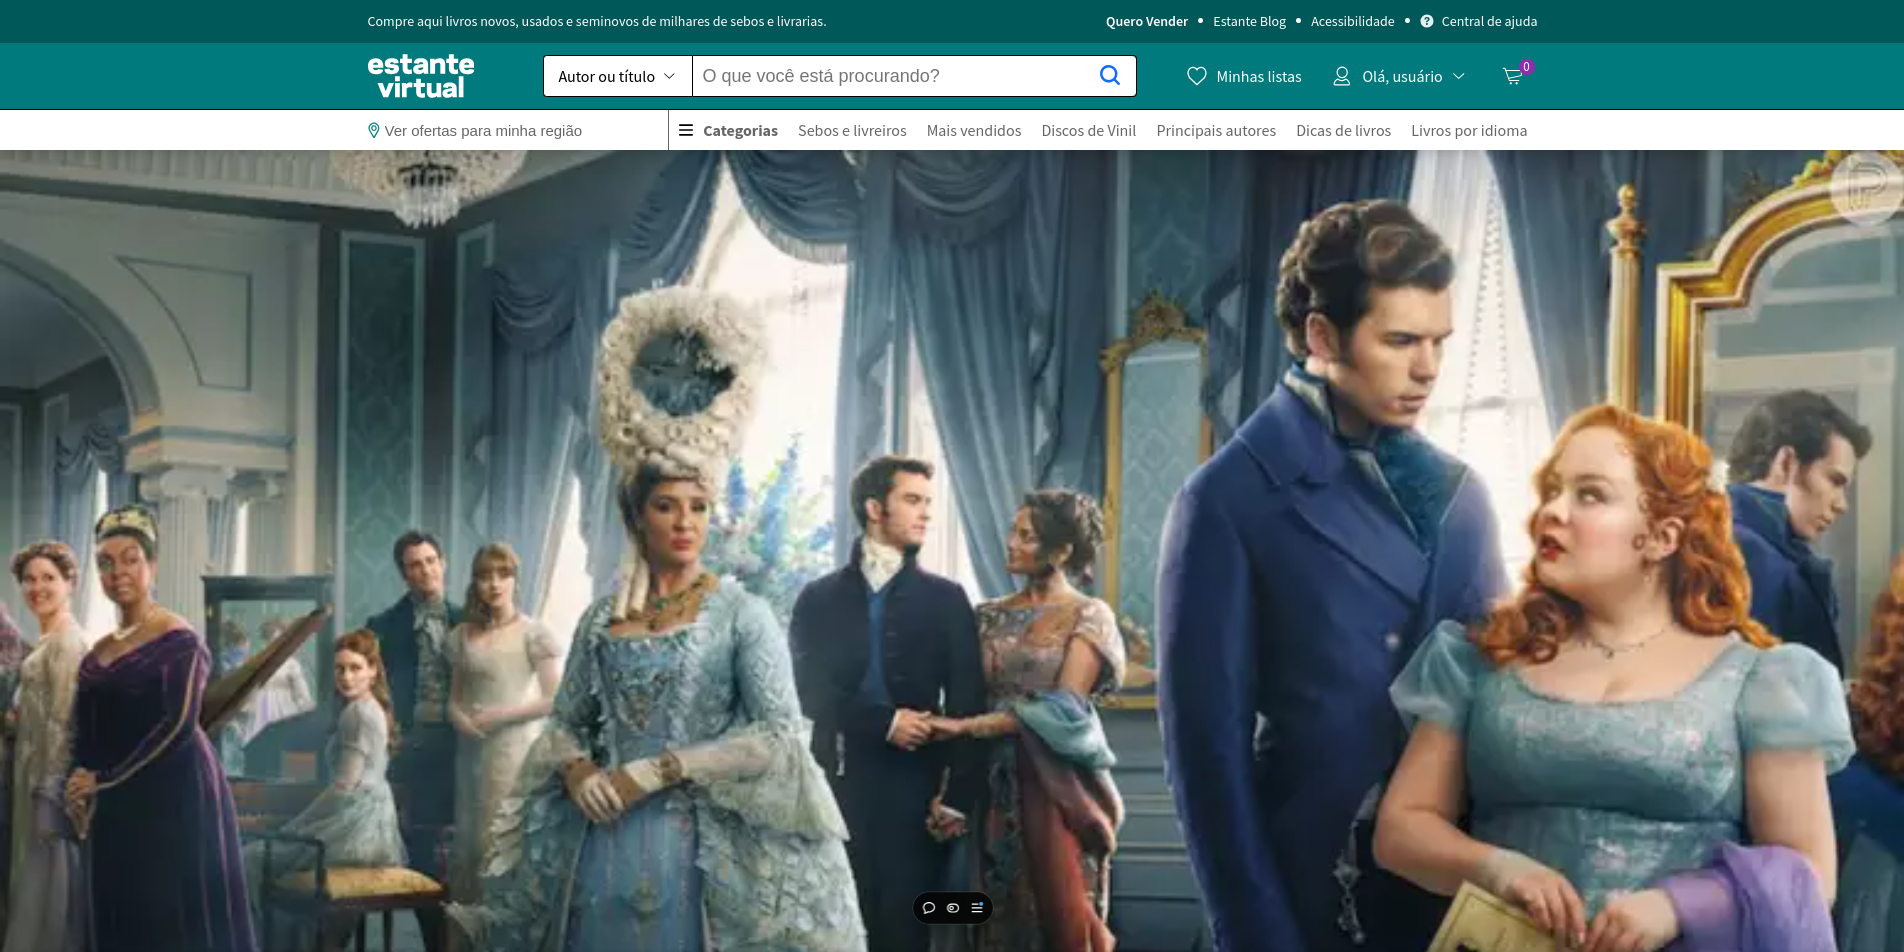 Compre aqui livros novos, usados e seminovos de milhares de sebos e livrarias.
Quero Vender • Estante Blog • Acessibilidade • Central de ajuda
estante
virtual
Autor ou título
O que você está procurando?
Minhas listas
Olá, usuário
0
Ver ofertas para minha região
Categorias Sebos e livreiros Mais vendidos Discos de Vinil Principais autores Dicas de livros Livros por idioma